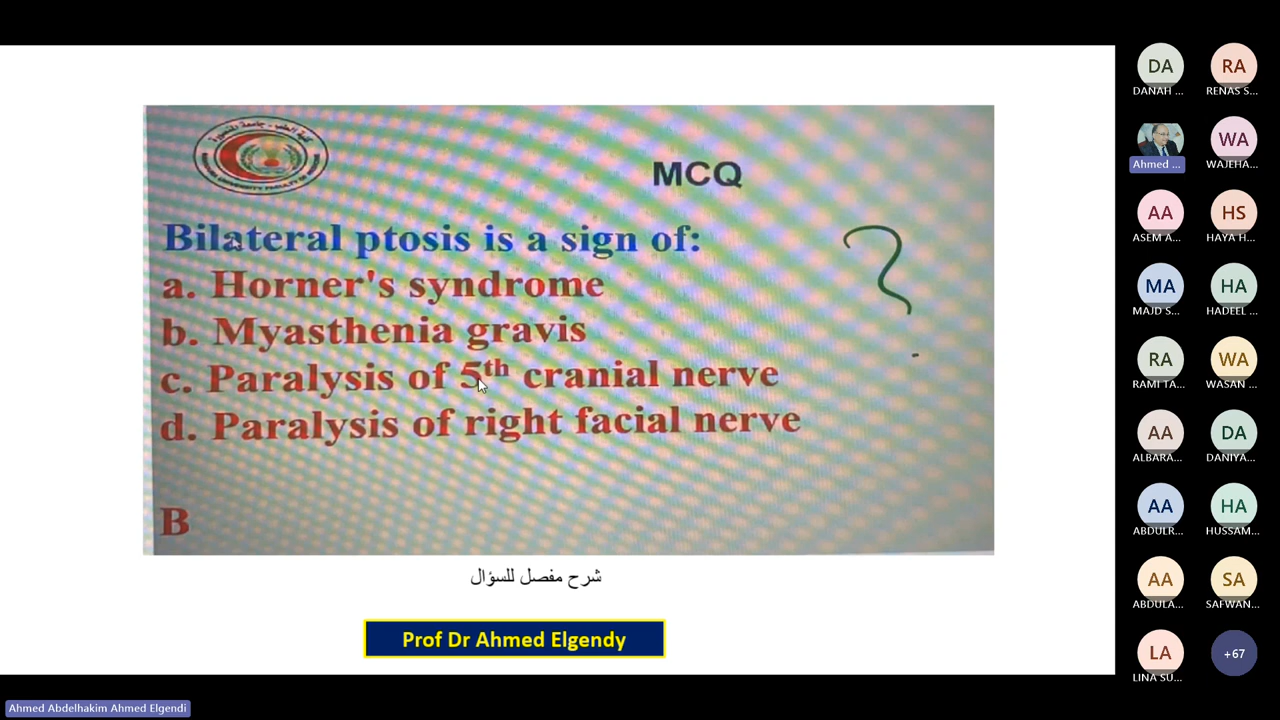 MCQ
Bilateral ptosis is a sign of:
a. Horner's syndrome
b. Myasthenia gravis
c. Paralysis of 5th cranial nerve
d. Paralysis of right facial nerve
B
?
شرح مفصل للسؤال
Prof Dr Ahmed Elgendy
Ahmed Abdelhakim Ahmed Elgendi
DA RA
DANAH ... RENAS S...
WA
Ahmed ... WAJEHA...
AA HS
ASEM A... HAYA H...
MA HA
MAJD S... HADEEL ...
RA WA
RAMI TA... WASAN ...
AA DA
ALBARA... DANIYA...
AA HA
ABDULR... HUSSAM...
AA SA
ABDULA... SAFWAN...
LA +67
LINA SU...